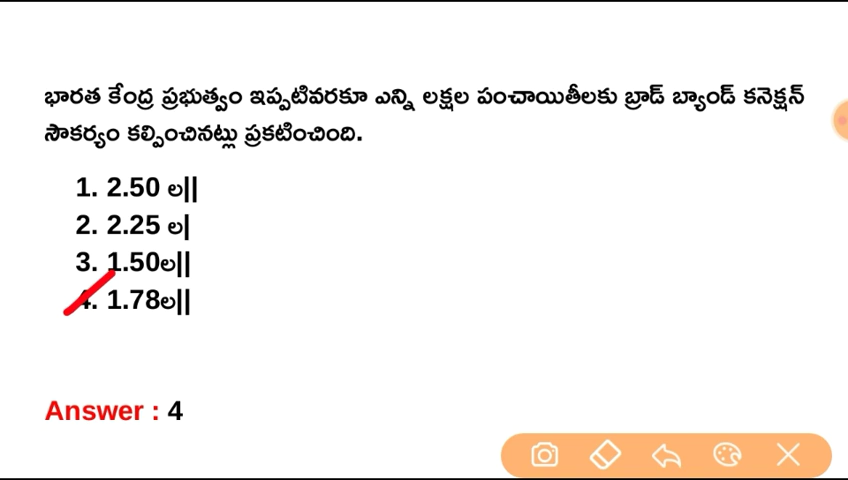 భారత కేంద్ర ప్రభుత్వం ఇప్పటివరకూ ఎన్ని లక్షల పంచాయితీలకు బ్రాడ్ బ్యాండ్ కనెక్షన్
సౌకర్యం కల్పించినట్లు ప్రకటించింది.
1. 2.50 ల||
2. 2.25 ల|
3. 1.50ల||
4. 1.78ల||
Answer : 4